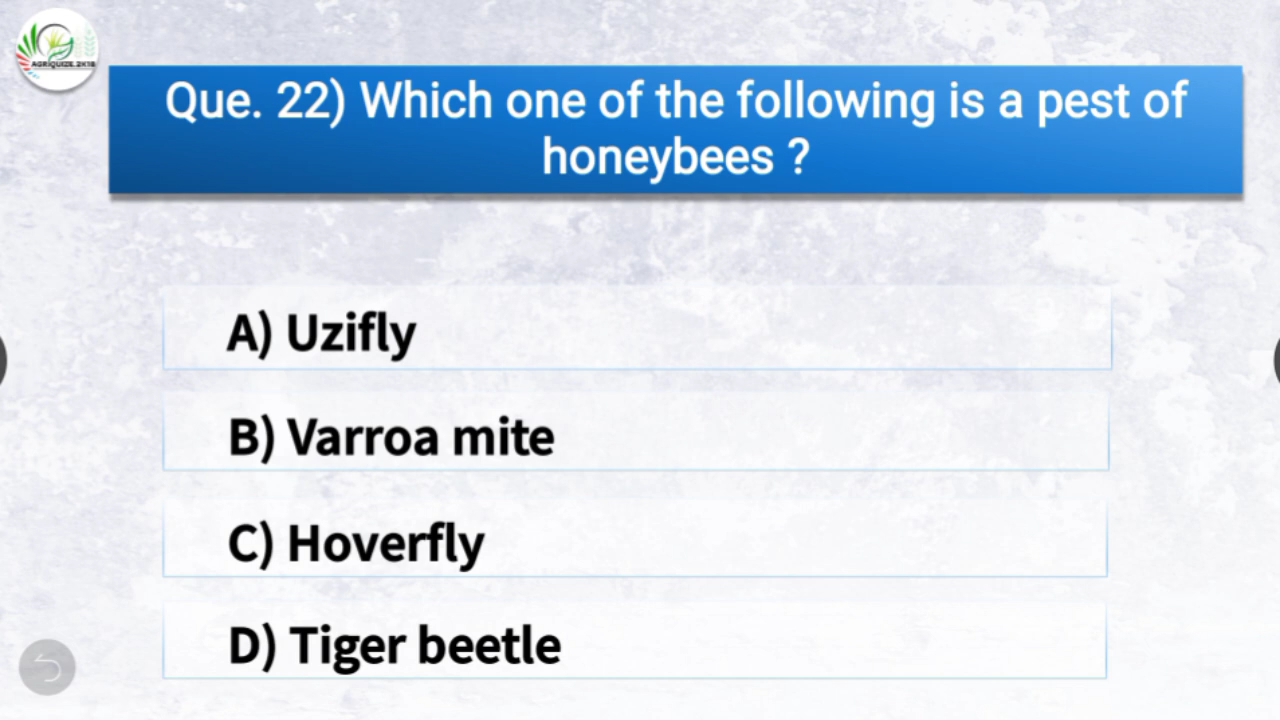 AGRIQUIZE.2K18
Que. 22) Which one of the following is a pest of
honeybees ?
A) Uzifly
B) Varroa mite
C) Hoverfly
D) Tiger beetle